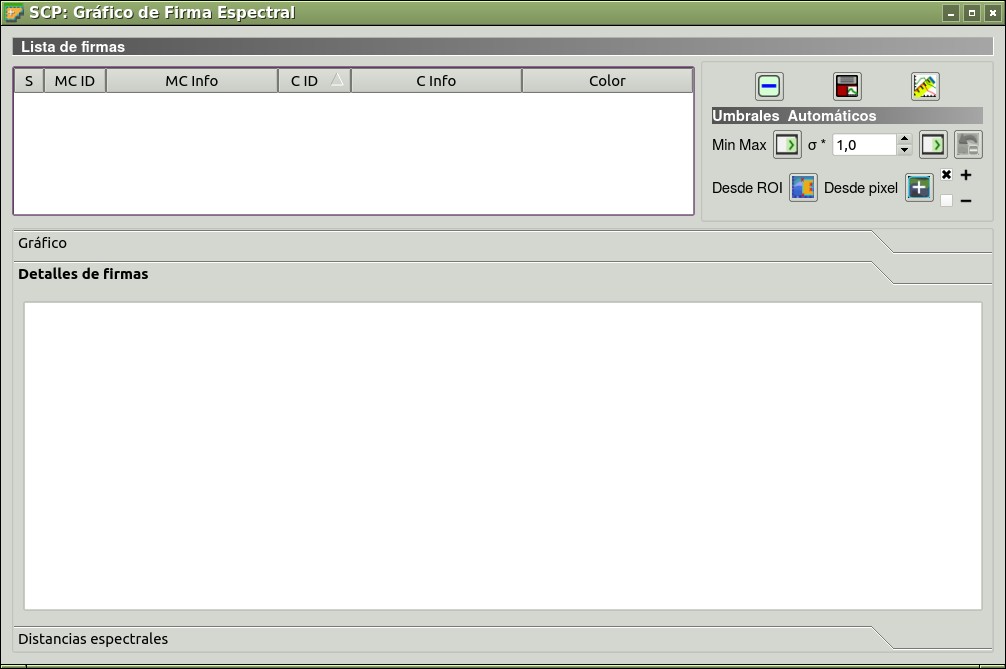 SCP: Gráfico de Firma Espectral
Lista de firmas
S MC ID MC Info C ID C Info Color
Umbrales Automáticos
Min Max σ * 1,0
Desde ROI Desde pixel
Gráfico
Detalles de firmas
Distancias espectrales